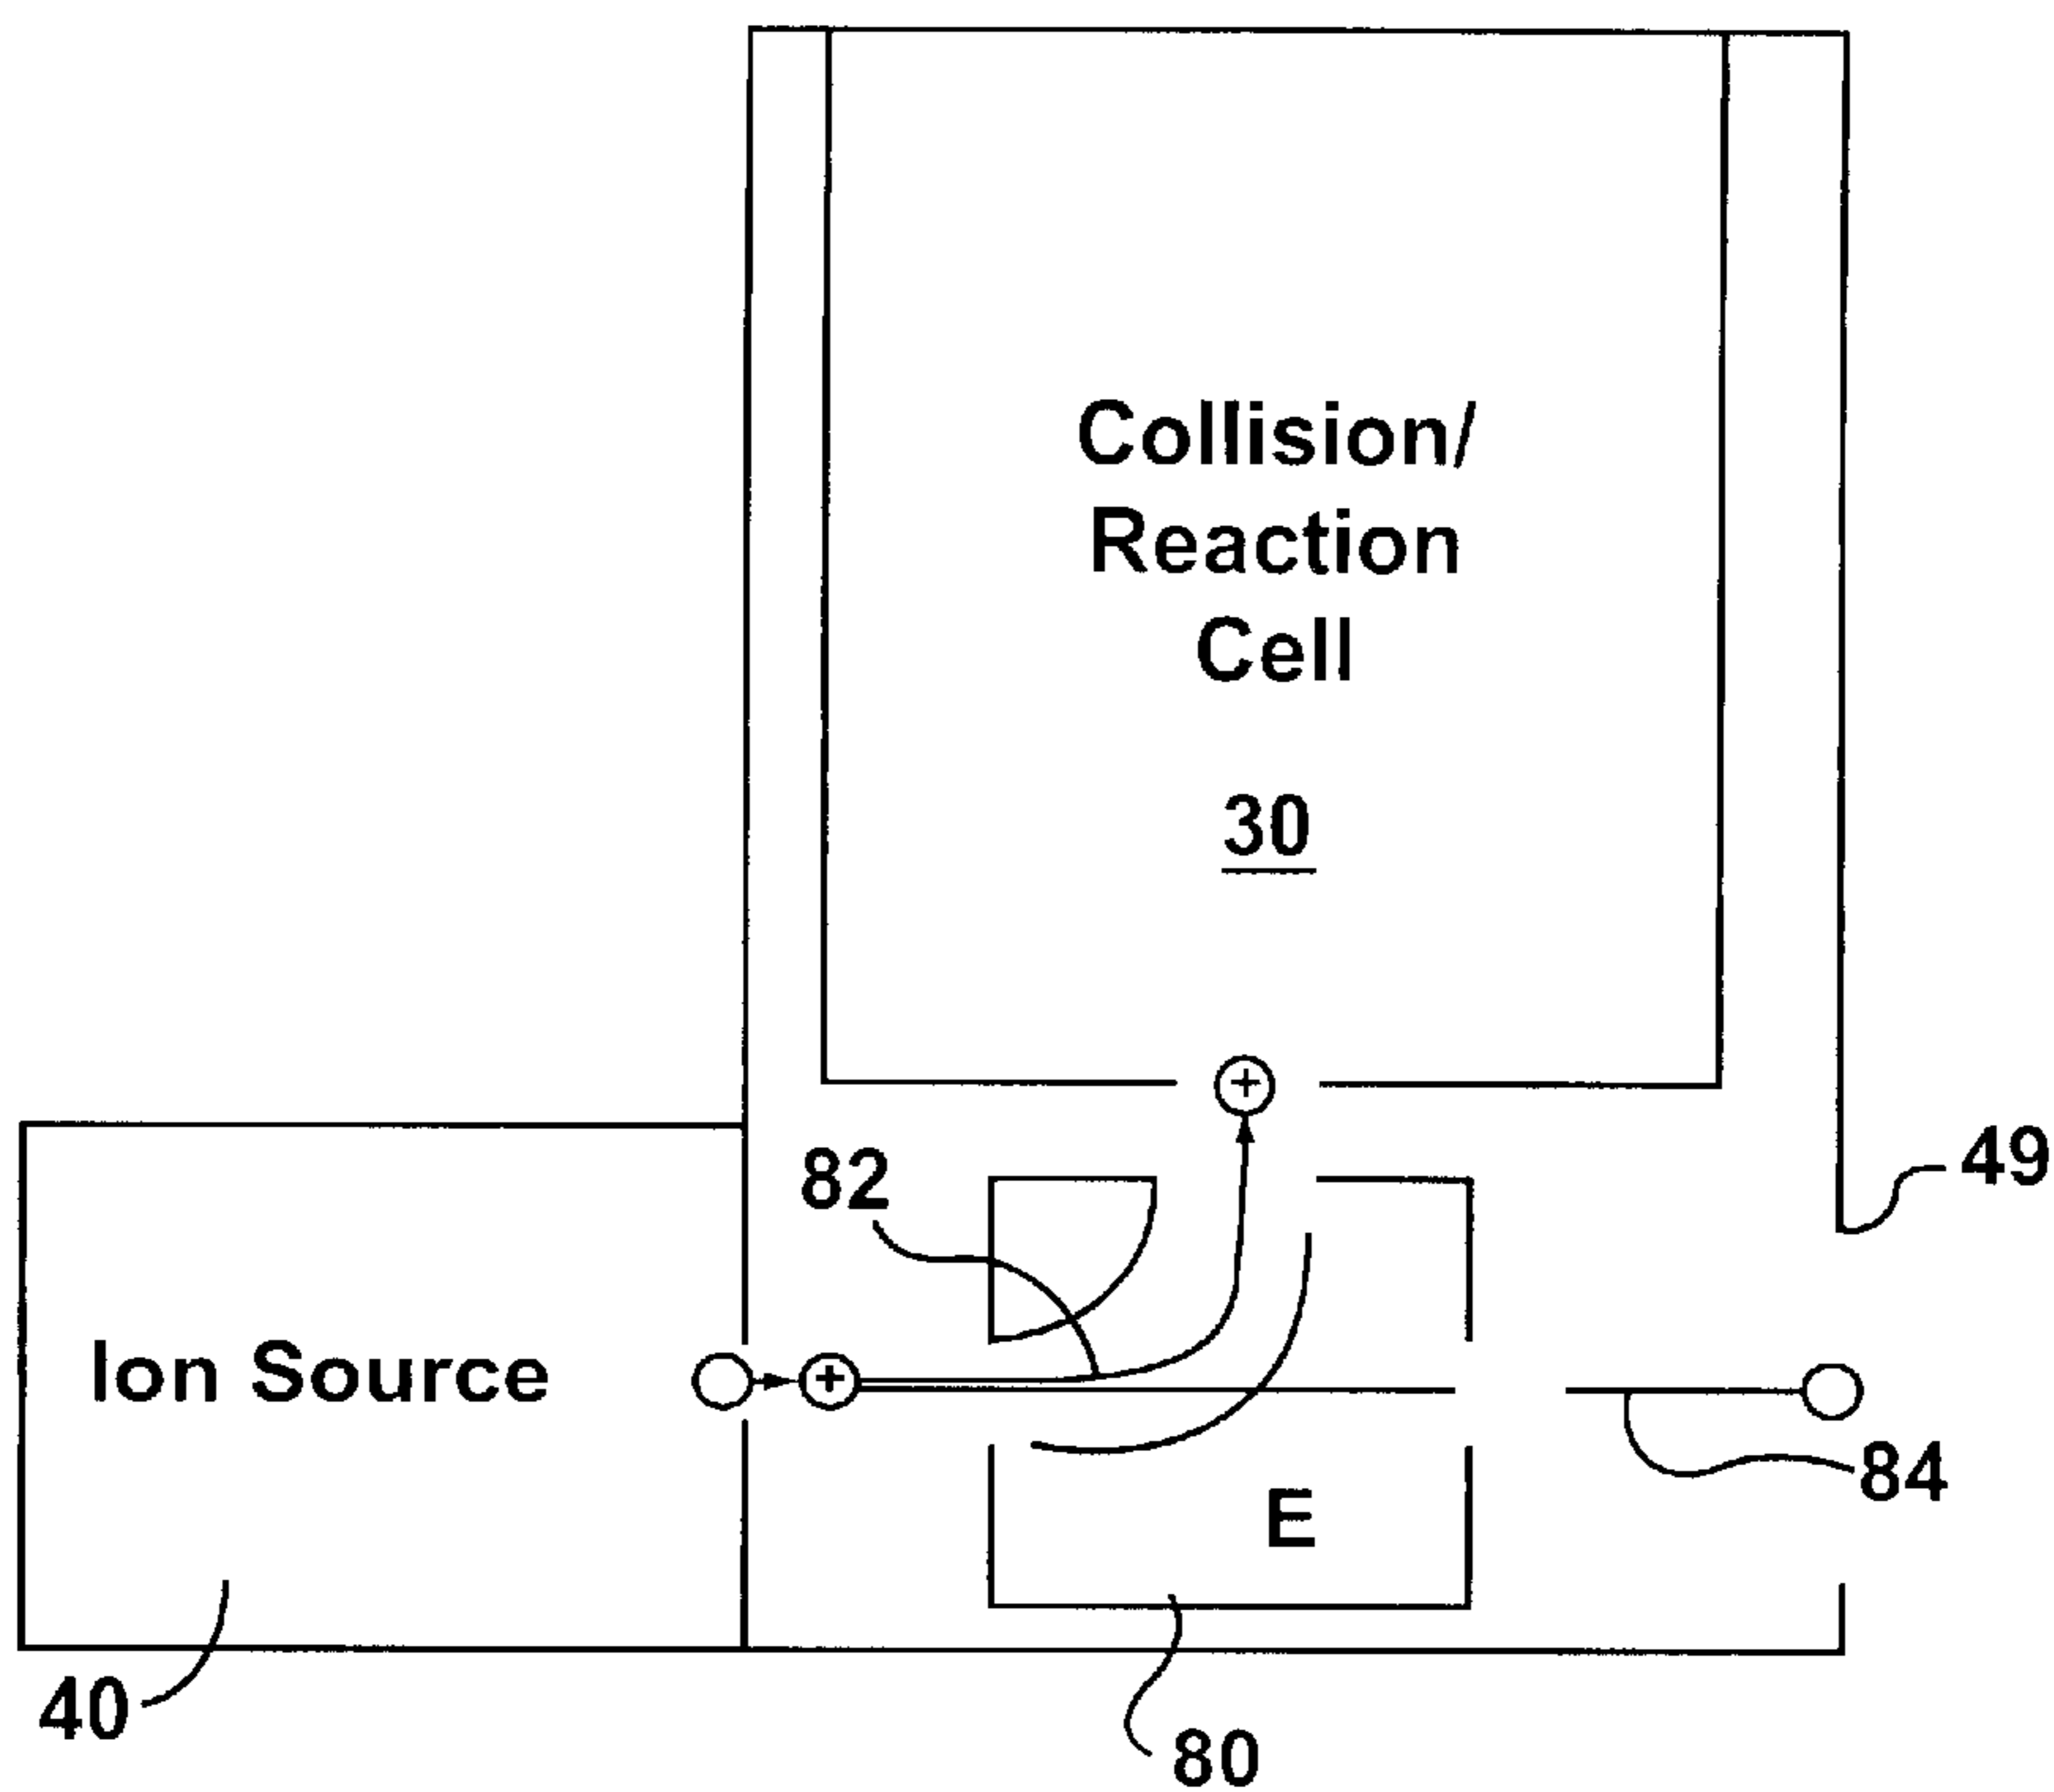 Collision/
Reaction
Cell
30
82
49
Ion Source
+
+
84
E
40
80